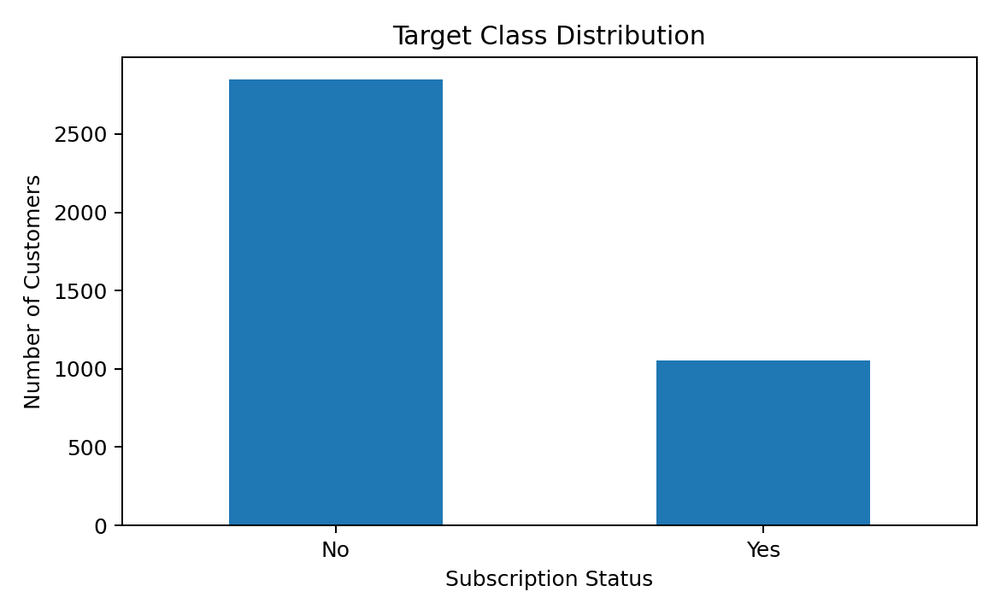 Target Class Distribution
Number of Customers
2500
2000
1500
1000
500
0
No
Yes
Subscription Status